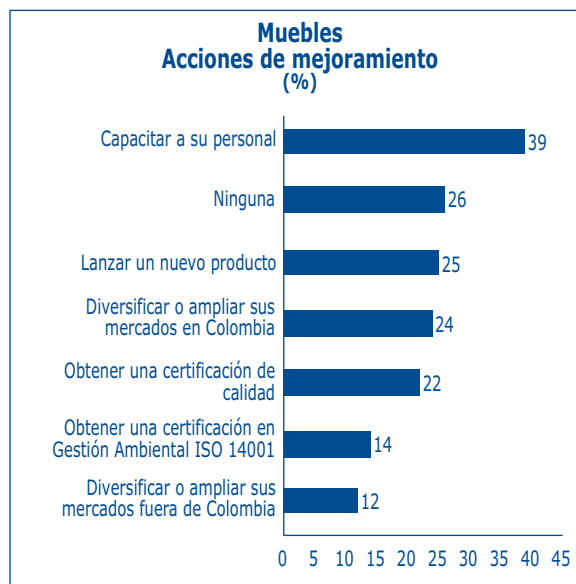 Muebles
Acciones de mejoramiento
(%)
Capacitar a su personal
39
Ninguna
26
Lanzar un nuevo producto
25
Diversificar o ampliar sus
mercados en Colombia
24
Obtener una certificación de
calidad
22
Obtener una certificación en
Gestión Ambiental ISO 14001
14
Diversificar o ampliar sus
mercados fuera de Colombia
12
0 5 10 15 20 25 30 35 40 45